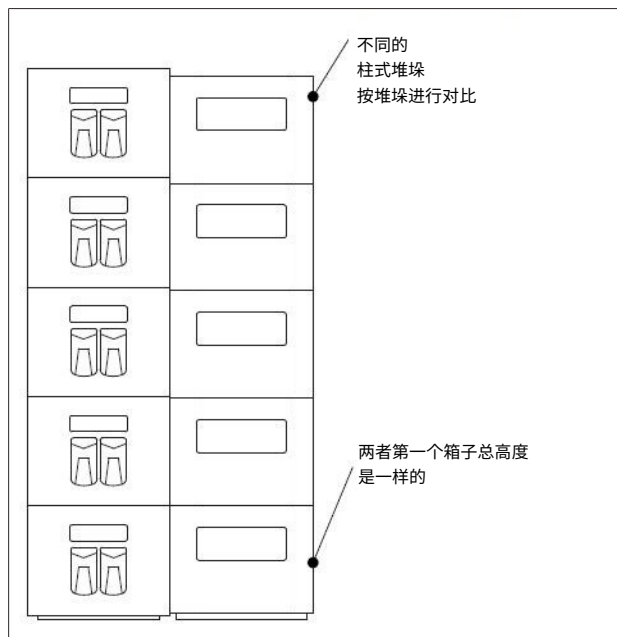 不同的
柱式堆垛
按堆垛进行对比
两者第一个箱子总高度
是一样的